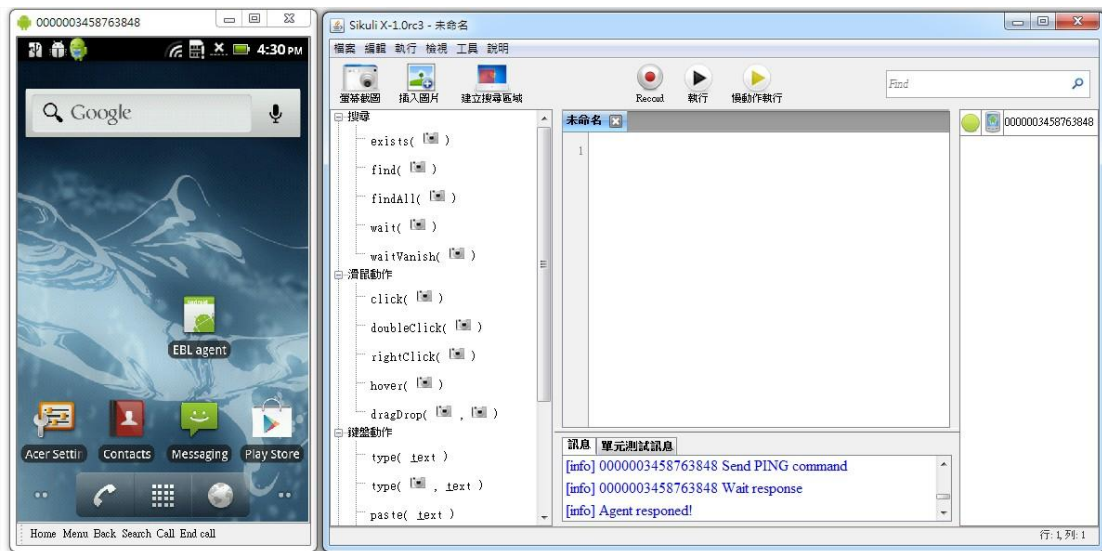 0000003458763848
4:30 PM
Google
EBL agent
Acer Settin
Contacts
Messaging
Play Store
Home Menu Back Search Call End call
Sikuli X-1.0rc3 - 未命名
檔案 編輯 執行 檢視 工具 說明
螢幕截圖 插入圖片 建立搜尋區域 Record 執行 慢動作執行 Find
搜尋
exists( )
find( )
findAll( )
wait( )
waitVanish( )
滑鼠動作
click( )
doubleClick( )
rightClick( )
hover( )
dragDrop( , )
鍵盤動作
type( text )
type( , text )
paste( text )
未命名
1
訊息 單元測試訊息
[info] 0000003458763848 Send PING command
[info] 0000003458763848 Wait response
[info] Agent responed!
0000003458763848
行: 1, 列: 1